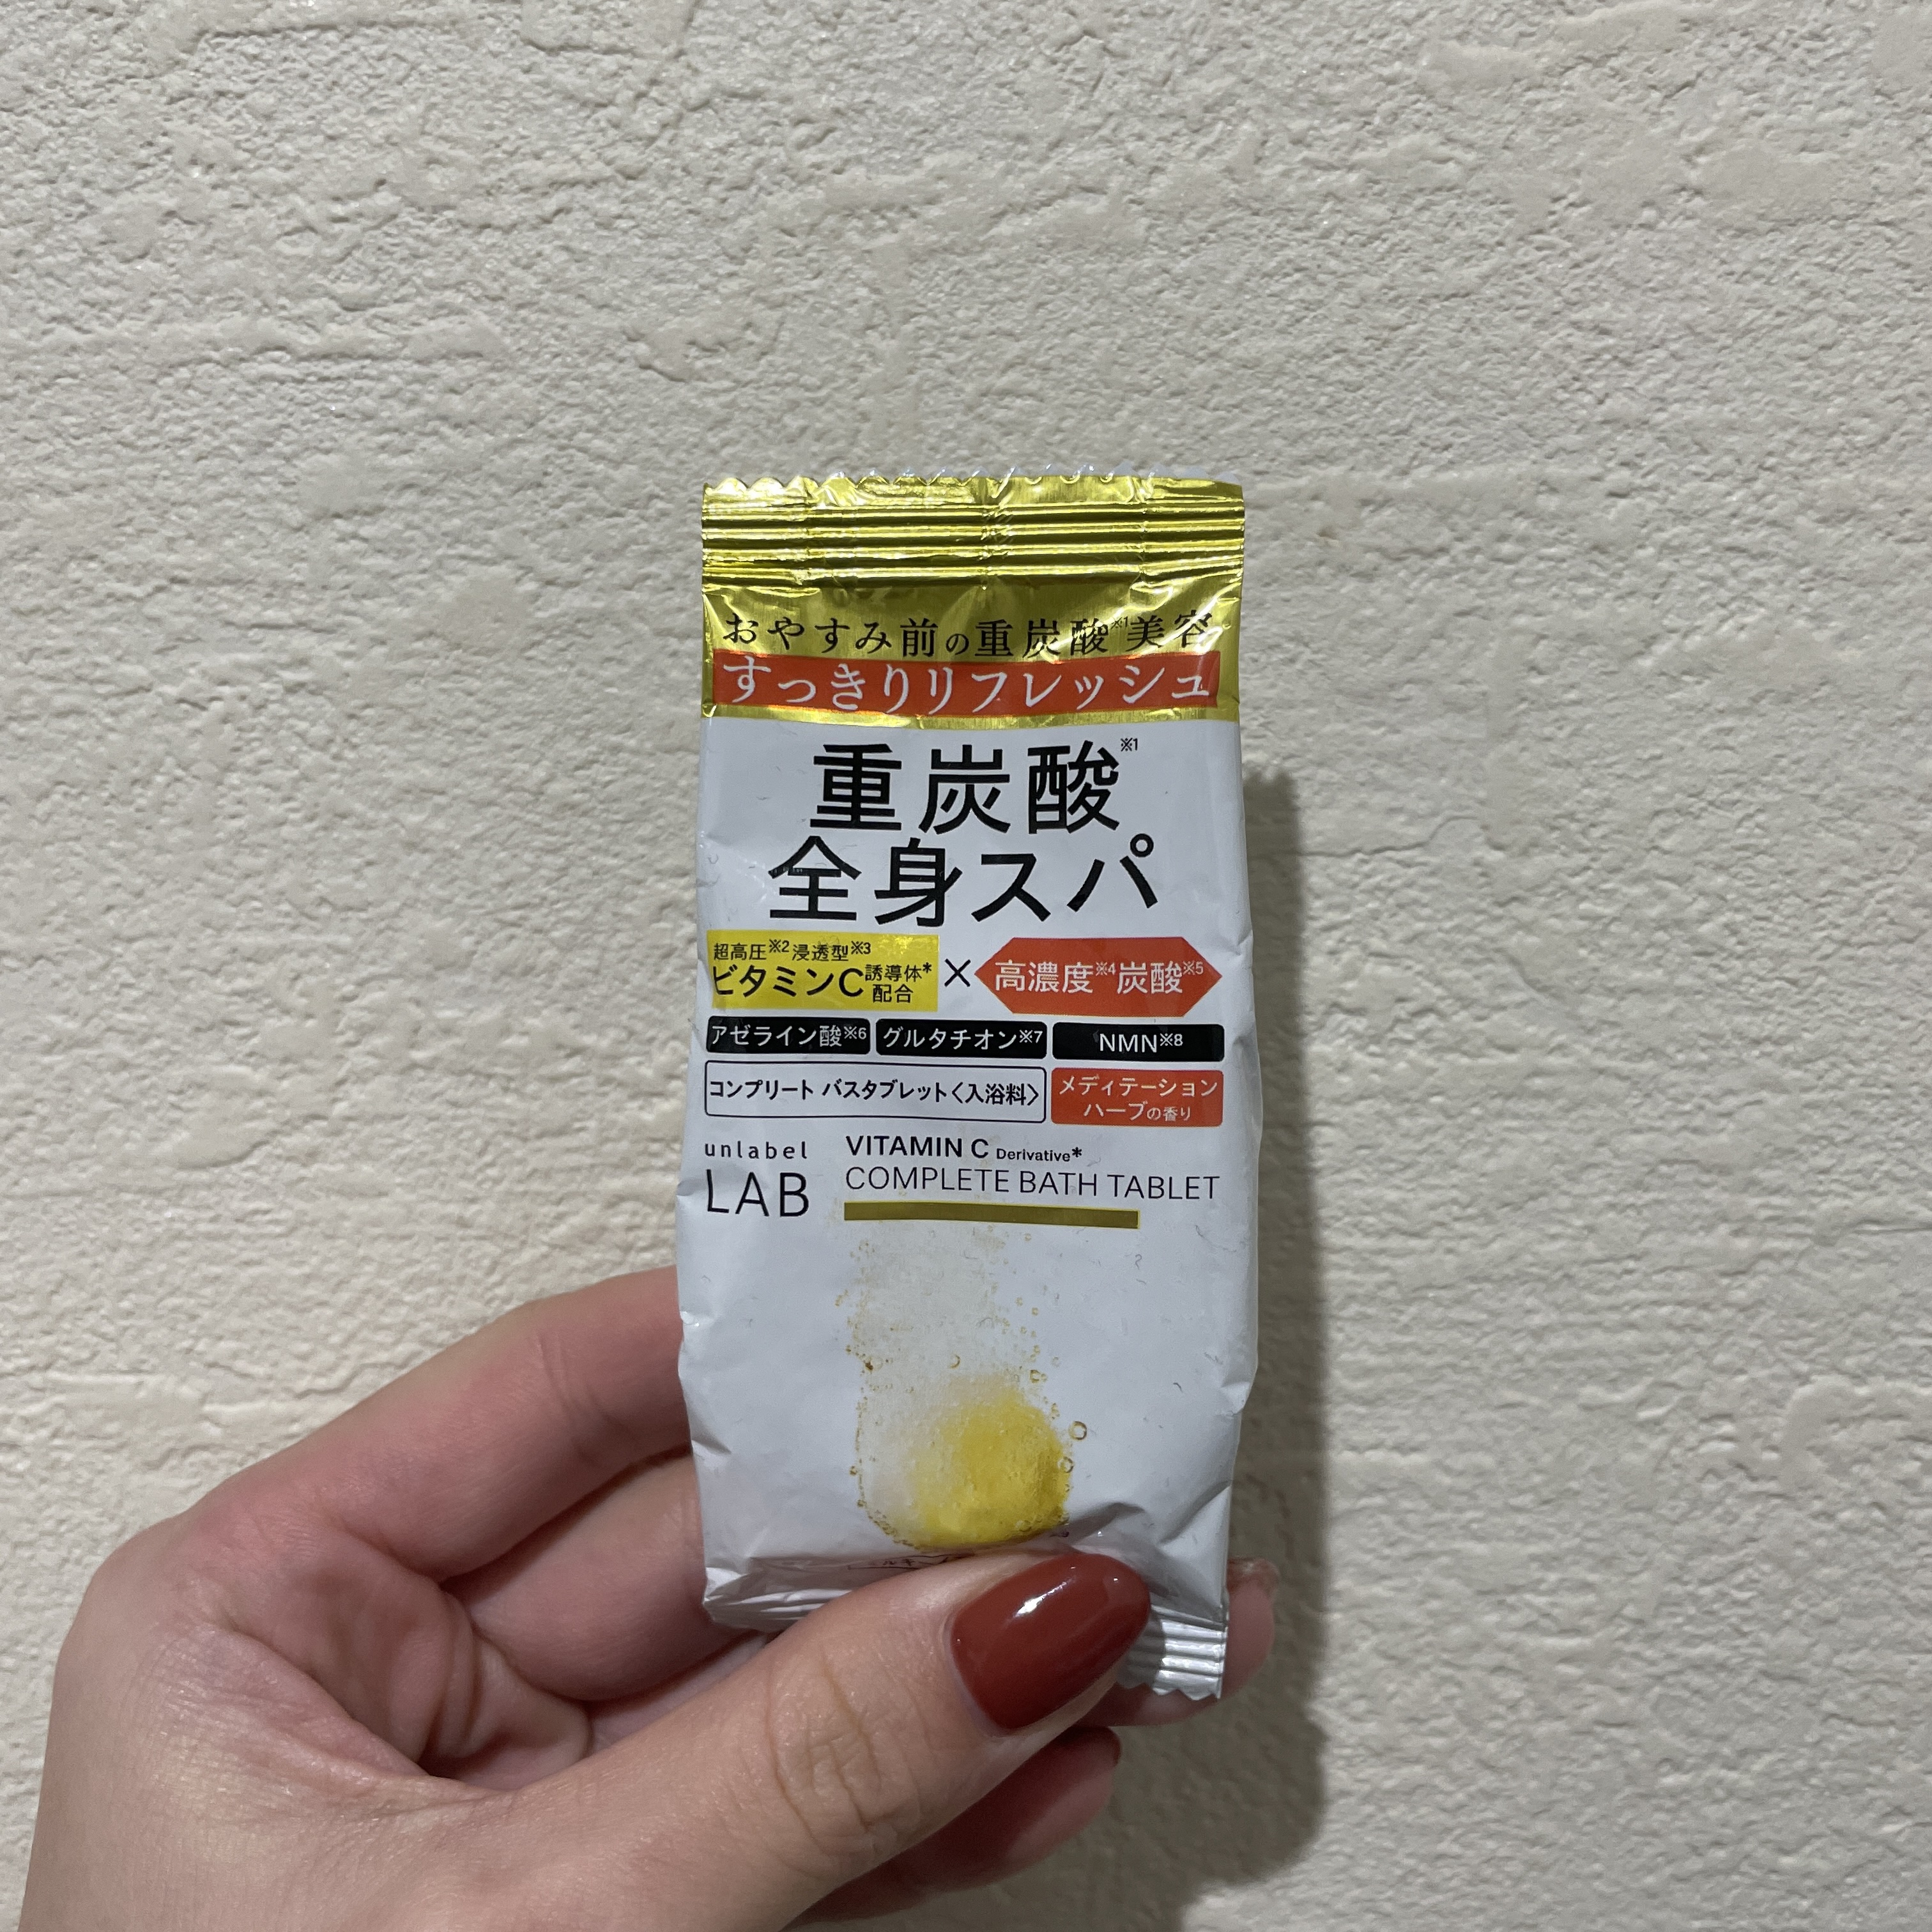 おやすみ前の重炭酸※1美容
すっきりリフレッシュ
重炭酸※1
全身スパ
超高圧※2浸透型※3
ビタミンC誘導体*配合
×
高濃度※4炭酸※5
アゼライン酸※6
グルタチオン※7
NMN※8
コンプリート バスタブレット〈入浴料〉
メディテーション
ハーブの香り
unlabel
LAB
VITAMIN C Derivative*
COMPLETE BATH TABLET